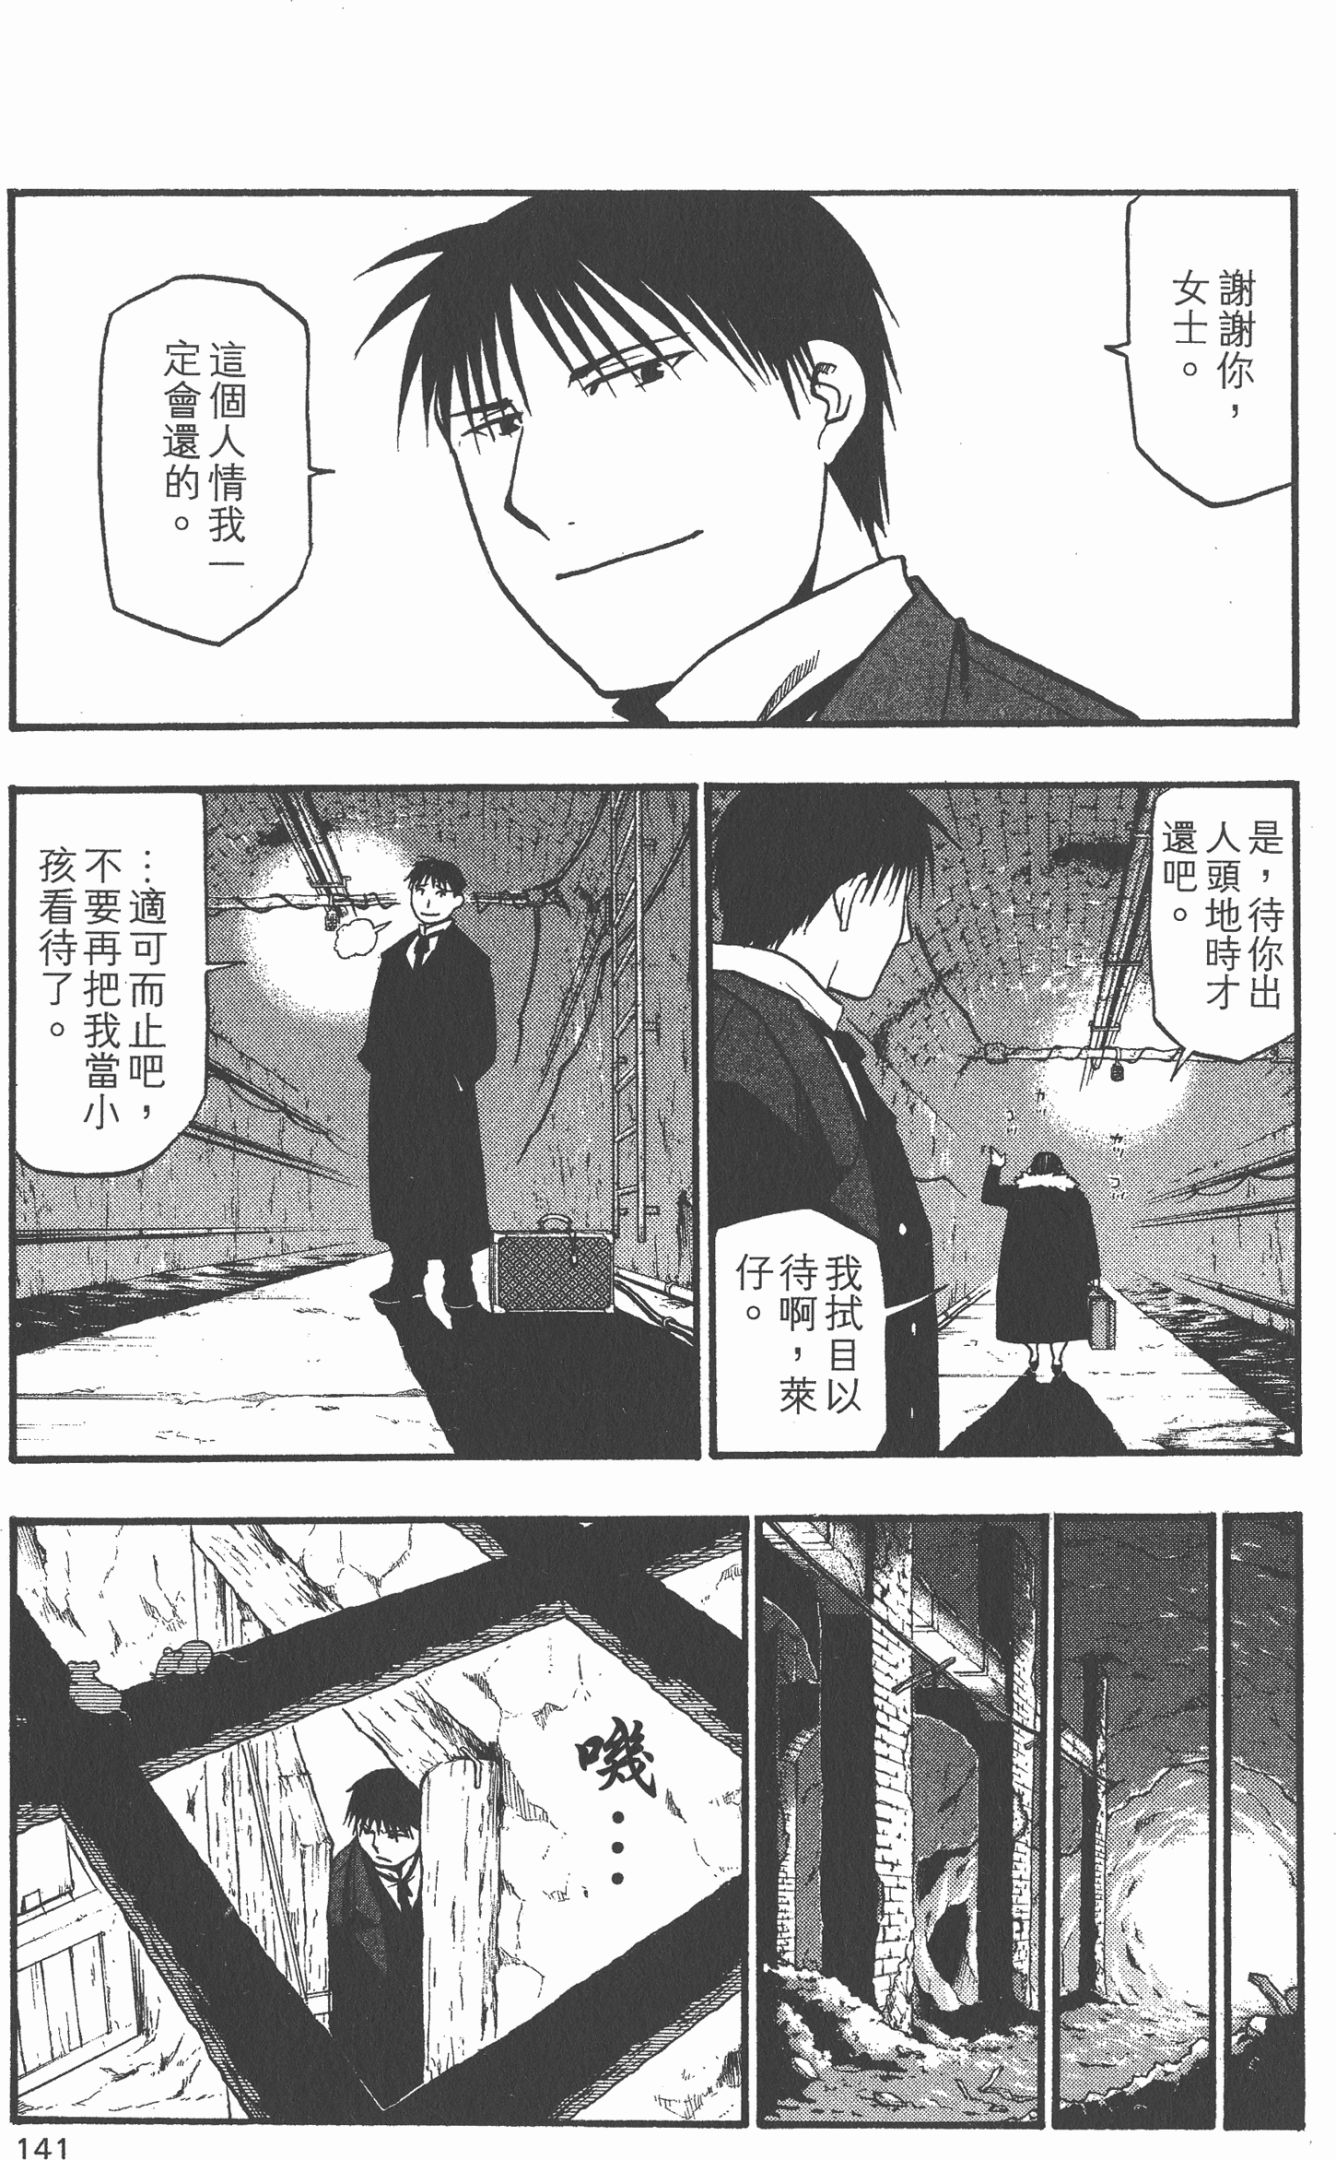 謝謝你，
女士。
這個人情我一
定會還的。
是，待你出
人頭地時才
還吧。
我拭目以
待啊，萊
仔。
…適可而止吧，
不要再把我當小
孩看待了。
嘰…
141